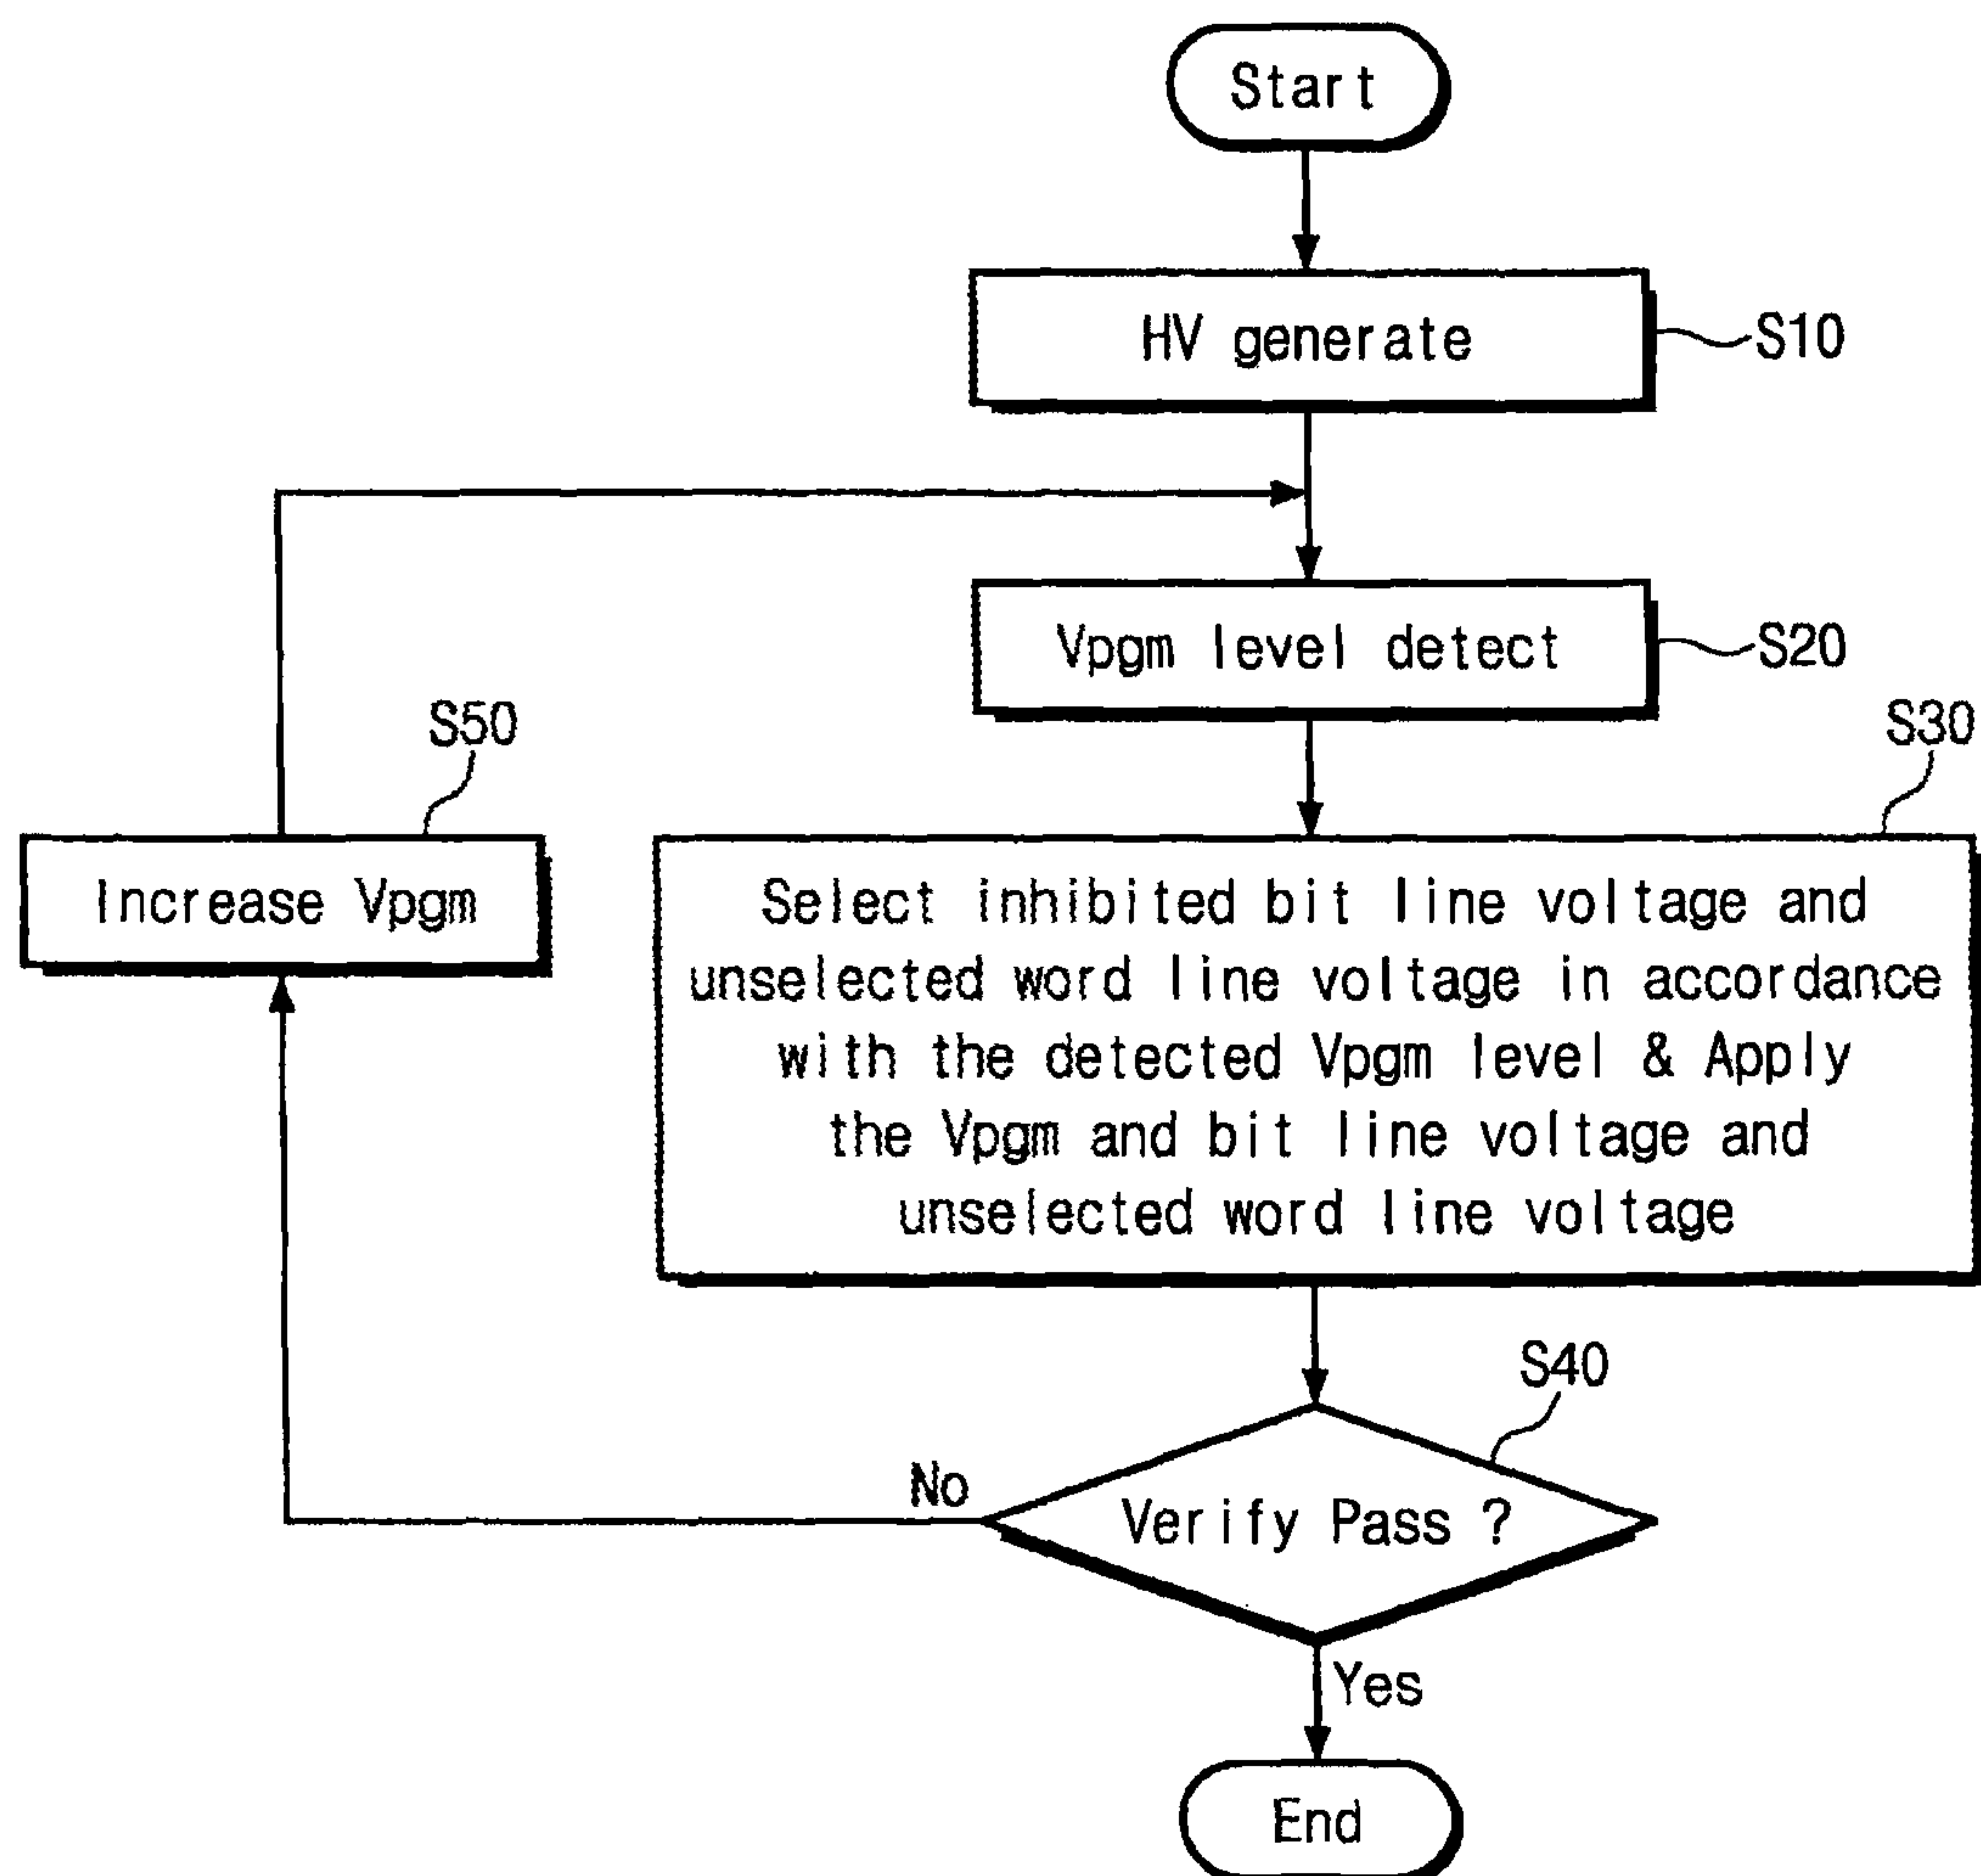 Start
HV generate
S10
Vpgm level detect
S20
S50
S30
Increase Vpgm
Select inhibited bit line voltage and
unselected word line voltage in accordance
with the detected Vpgm level & Apply
the Vpgm and bit line voltage and
unselected word line voltage
S40
No
Verify Pass ?
Yes
End